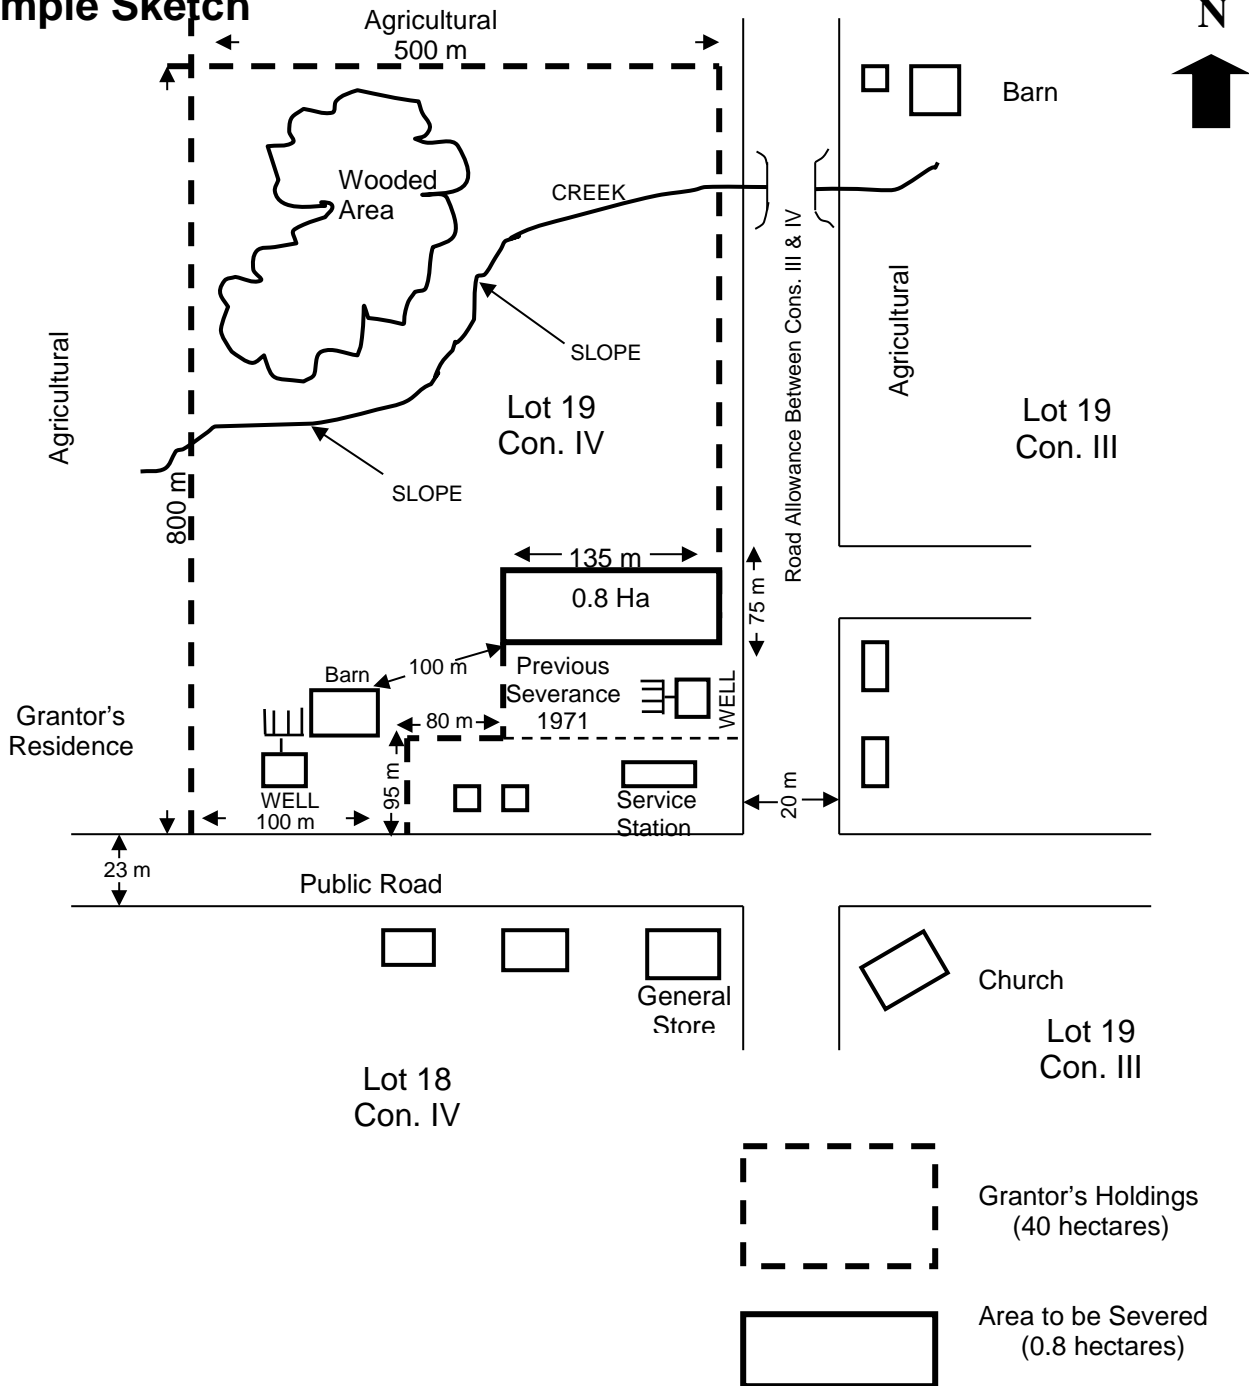 mple Sketch
N
Agricultural
500 m
Barn
Wooded
Area
CREEK
Road Allowance Between Cons. III & IV
Agricultural
Agricultural
SLOPE
Lot 19
Con. IV
Lot 19
Con. III
SLOPE
800 m
135 m
0.8 Ha
75 m
100 m
Barn
Previous
Severance
1971
WELL
Grantor’s
Residence
80 m
95 m
WELL
100 m
Service
Station
20 m
23 m
Public Road
General
Store
Church
Lot 19
Con. III
Lot 18
Con. IV
Grantor’s Holdings
(40 hectares)
Area to be Severed
(0.8 hectares)